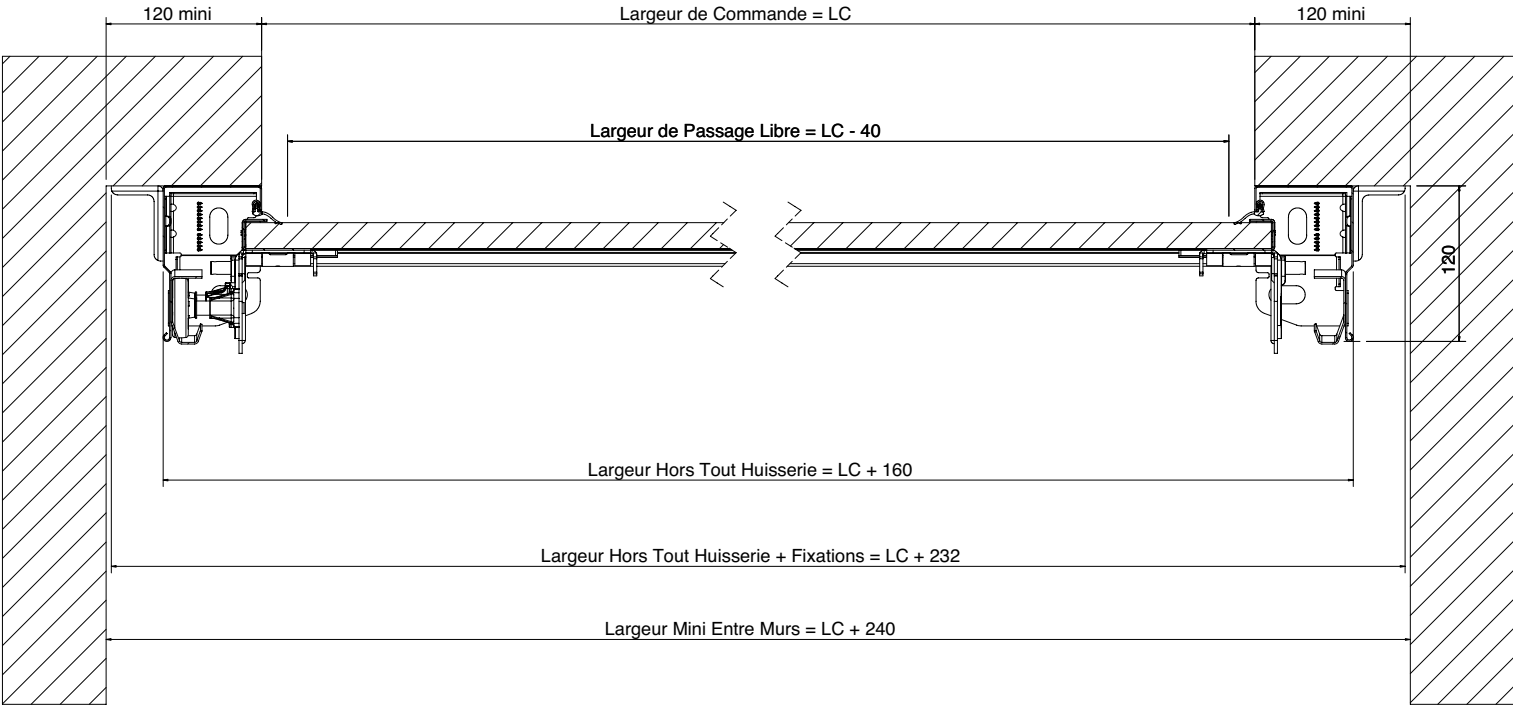 120 mini
Largeur de Commande = LC
120 mini
Largeur de Passage Libre = LC - 40
120
Largeur Hors Tout Huisserie = LC + 160
Largeur Hors Tout Huisserie + Fixations = LC + 232
Largeur Mini Entre Murs = LC + 240